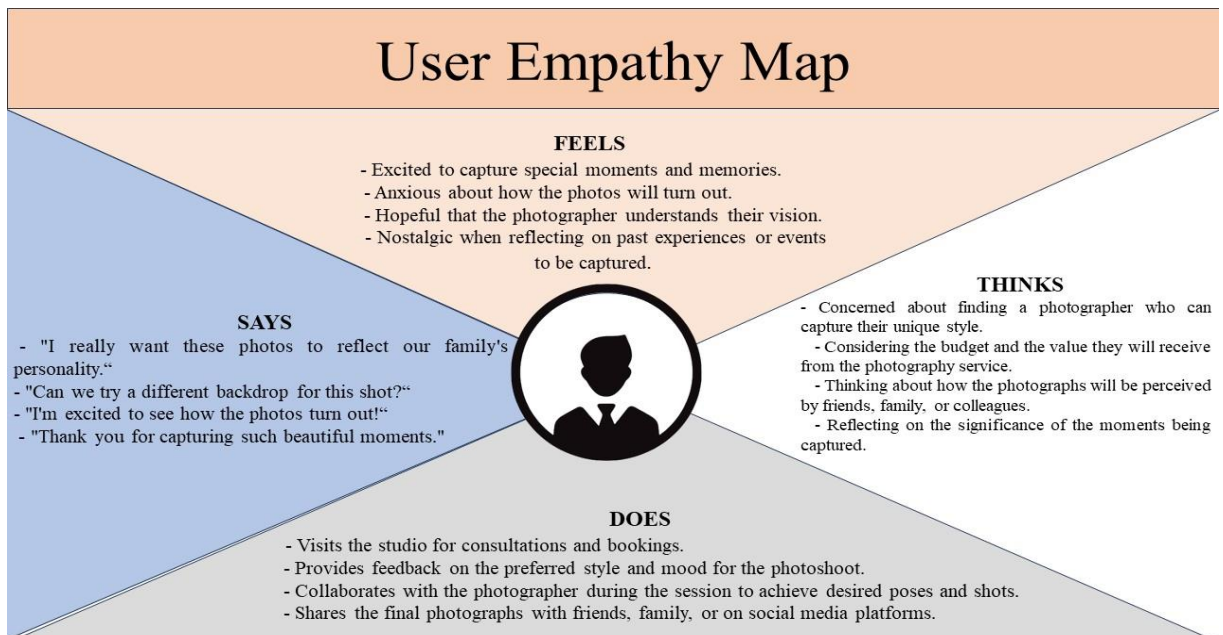 User Empathy Map
FEELS
- Excited to capture special moments and memories.
- Anxious about how the photos will turn out.
- Hopeful that the photographer understands their vision.
- Nostalgic when reflecting on past experiences or events
to be captured.
SAYS
- "I really want these photos to reflect our family's
personality.“
- "Can we try a different backdrop for this shot?“
- "I'm excited to see how the photos turn out!“
- "Thank you for capturing such beautiful moments."
THINKS
- Concerned about finding a photographer who can
capture their unique style.
- Considering the budget and the value they will receive
from the photography service.
- Thinking about how the photographs will be perceived
by friends, family, or colleagues.
- Reflecting on the significance of the moments being
captured.
DOES
- Visits the studio for consultations and bookings.
- Provides feedback on the preferred style and mood for the photoshoot.
- Collaborates with the photographer during the session to achieve desired poses and shots.
- Shares the final photographs with friends, family, or on social media platforms.